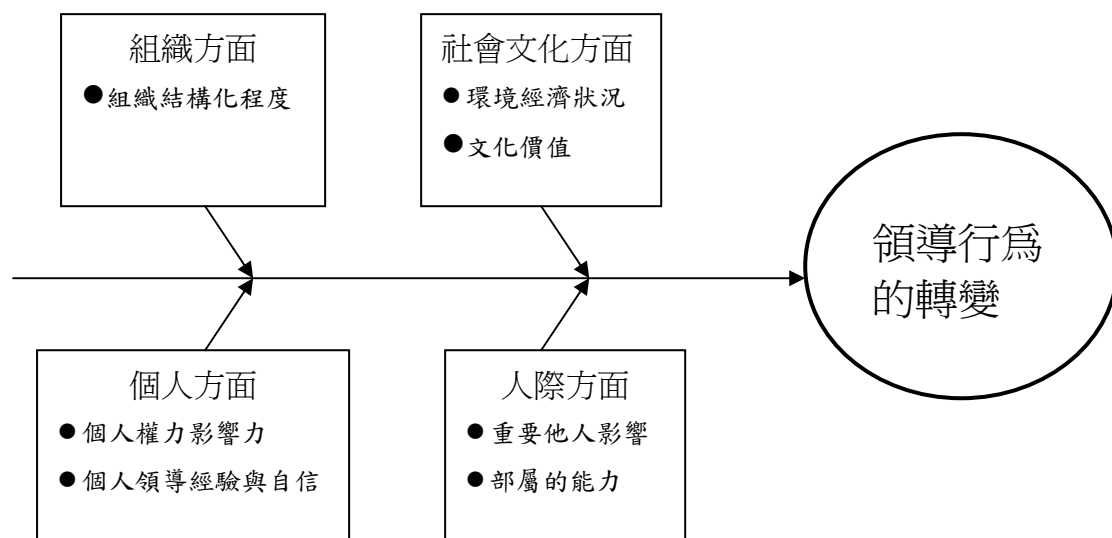 組織方面
●組織結構化程度
社會文化方面
●環境經濟狀況
●文化價值
領導行為
的轉變
個人方面
●個人權力影響力
●個人領導經驗與自信
人際方面
●重要他人影響
●部屬的能力